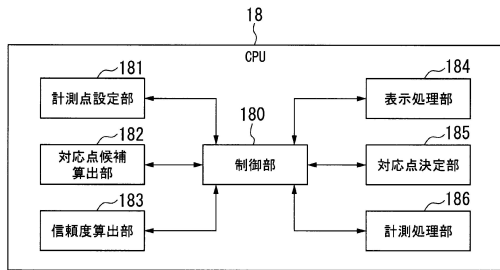 18
CPU
181
計測点設定部
182
対応点候補
算出部
183
信頼度算出部
180
制御部
184
表示処理部
185
対応点決定部
186
計測処理部